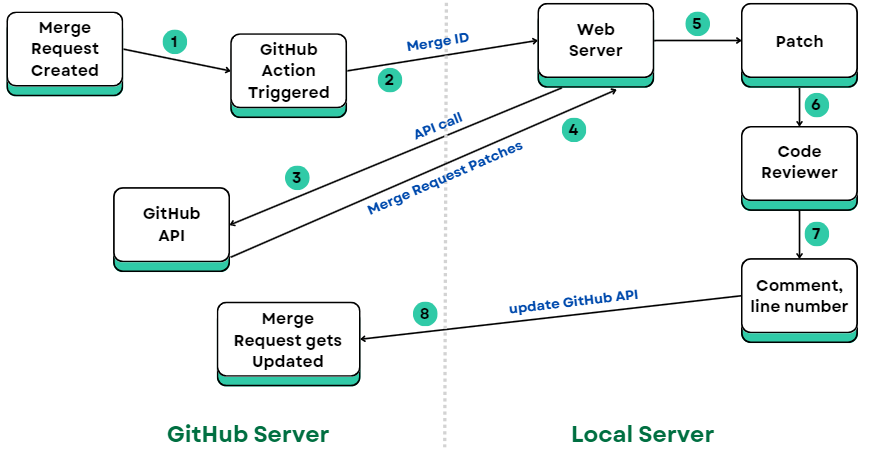 Merge
Request
Created
1
GitHub
Action
Triggered
Merge ID
2
Web
Server
5
Patch
6
Code
Reviewer
API call
3
4
Merge Request Patches
GitHub
API
7
Comment,
line number
update GitHub API
8
Merge
Request gets
Updated
GitHub Server
Local Server